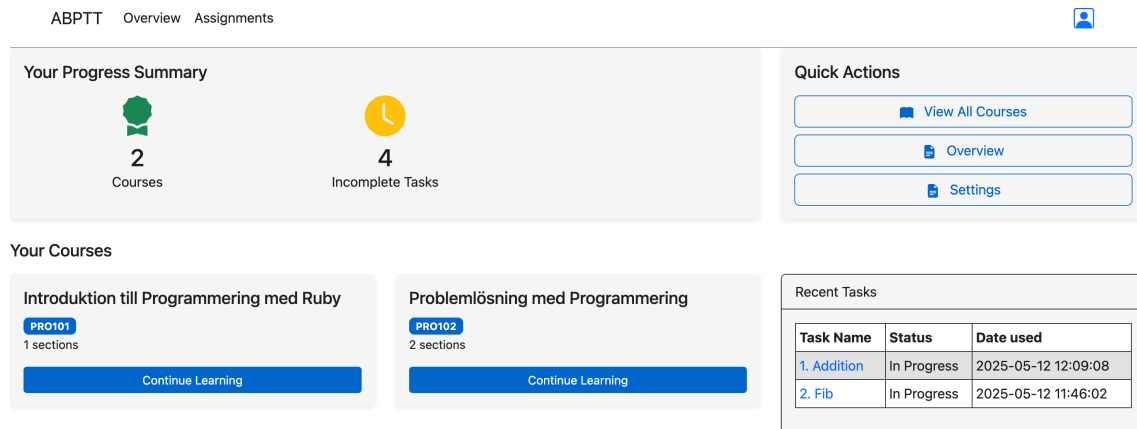 ABPTT Overview Assignments
Your Progress Summary
2
Courses
4
Incomplete Tasks
Quick Actions
View All Courses
Overview
Settings
Your Courses
Introduktion till Programmering med Ruby
PRO101
1 sections
Continue Learning
Problemlösning med Programmering
PRO102
2 sections
Continue Learning
Recent Tasks
Task Name Status Date used
1. Addition In Progress 2025-05-12 12:09:08
2. Fib In Progress 2025-05-12 11:46:02